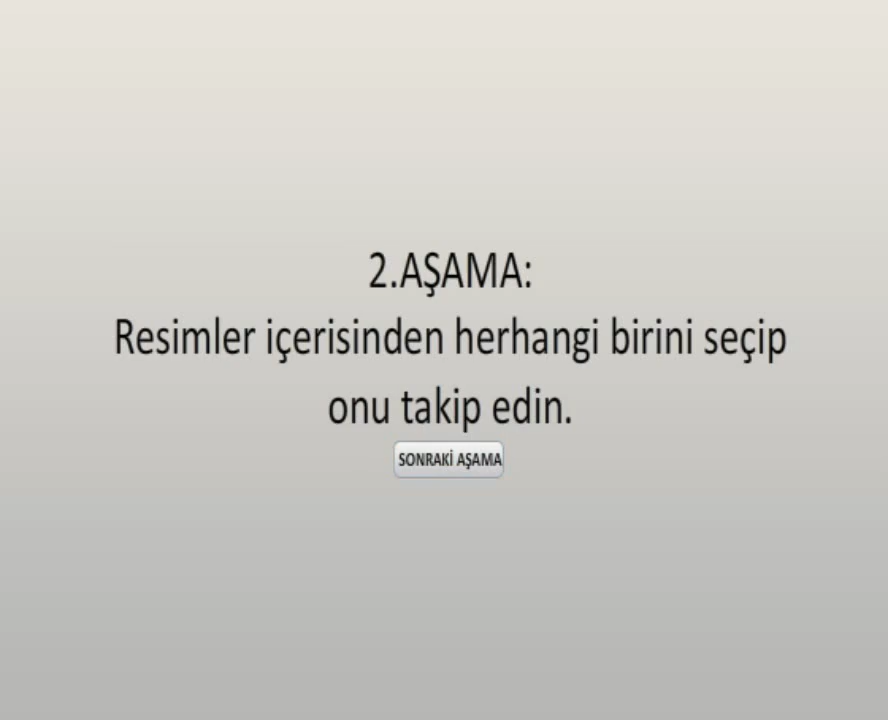 2.AŞAMA:
Resimler içerisinden herhangi birini seçip
onu takip edin.
SONRAKİ AŞAMA